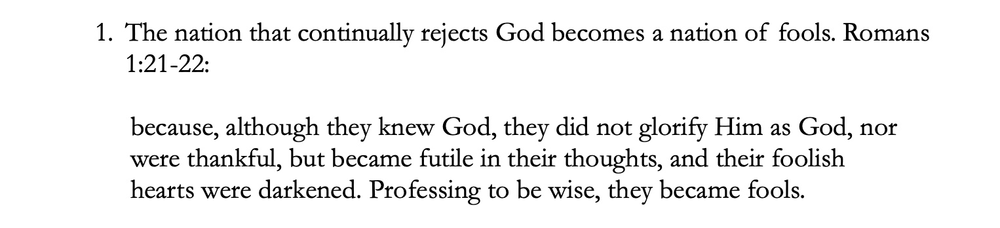 1. The nation that continually rejects God becomes a nation of fools. Romans
1:21-22:
because, although they knew God, they did not glorify Him as God, nor
were thankful, but became futile in their thoughts, and their foolish
hearts were darkened. Professing to be wise, they became fools.